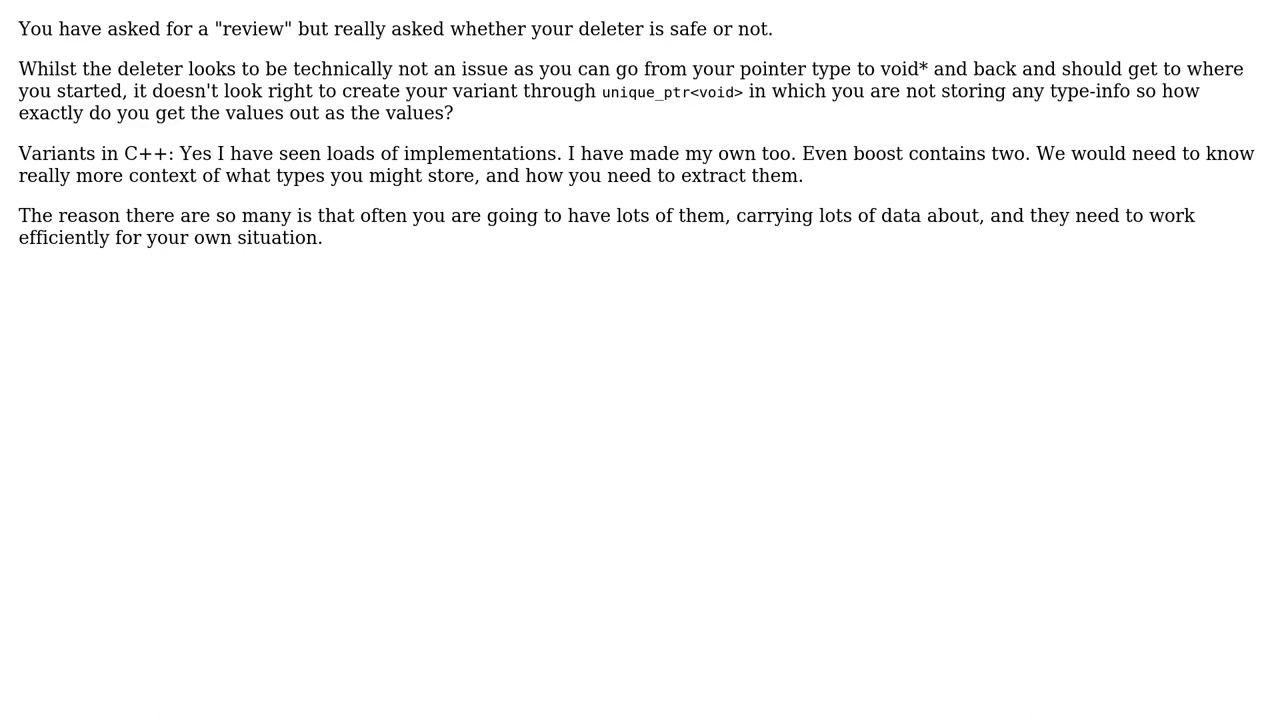 You have asked for a "review" but really asked whether your deleter is safe or not.
Whilst the deleter looks to be technically not an issue as you can go from your pointer type to void* and back and should get to where
you started, it doesn't look right to create your variant through unique_ptr<void> in which you are not storing any type-info so how
exactly do you get the values out as the values?
Variants in C++: Yes I have seen loads of implementations. I have made my own too. Even boost contains two. We would need to know
really more context of what types you might store, and how you need to extract them.
The reason there are so many is that often you are going to have lots of them, carrying lots of data about, and they need to work
efficiently for your own situation.